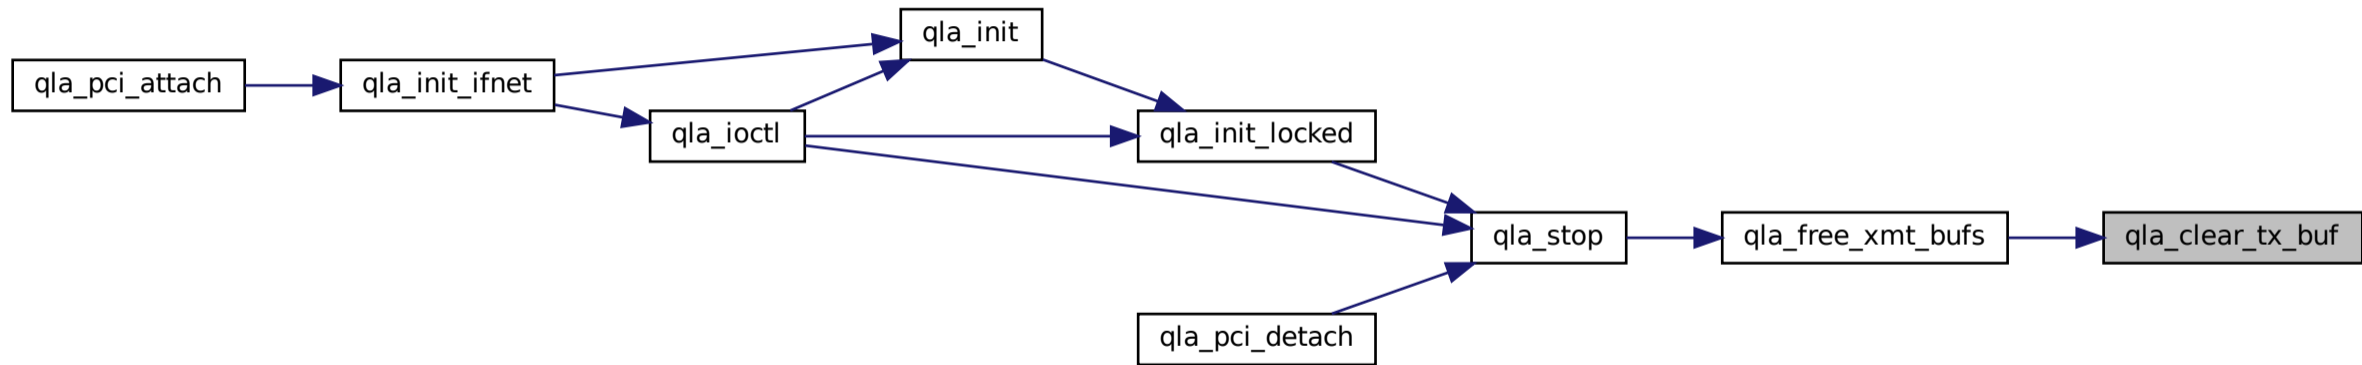 qla_init
qla_pci_attach
qla_init_ifnet
qla_ioctl
qla_init_locked
qla_stop
qla_free_xmt_bufs
qla_clear_tx_buf
qla_pci_detach